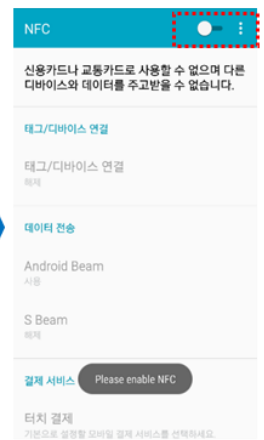 NFC
신용카드나 교통카드로 사용할 수 없으며 다른
디바이스와 데이터를 주고받을 수 없습니다.
태그/디바이스 연결
태그/디바이스 연결
해제
데이터 전송
Android Beam
사용
S Beam
해제
결제 서비스
Please enable NFC
터치 결제
기본으로 설정할 모바일 결제 서비스를 선택하세요.